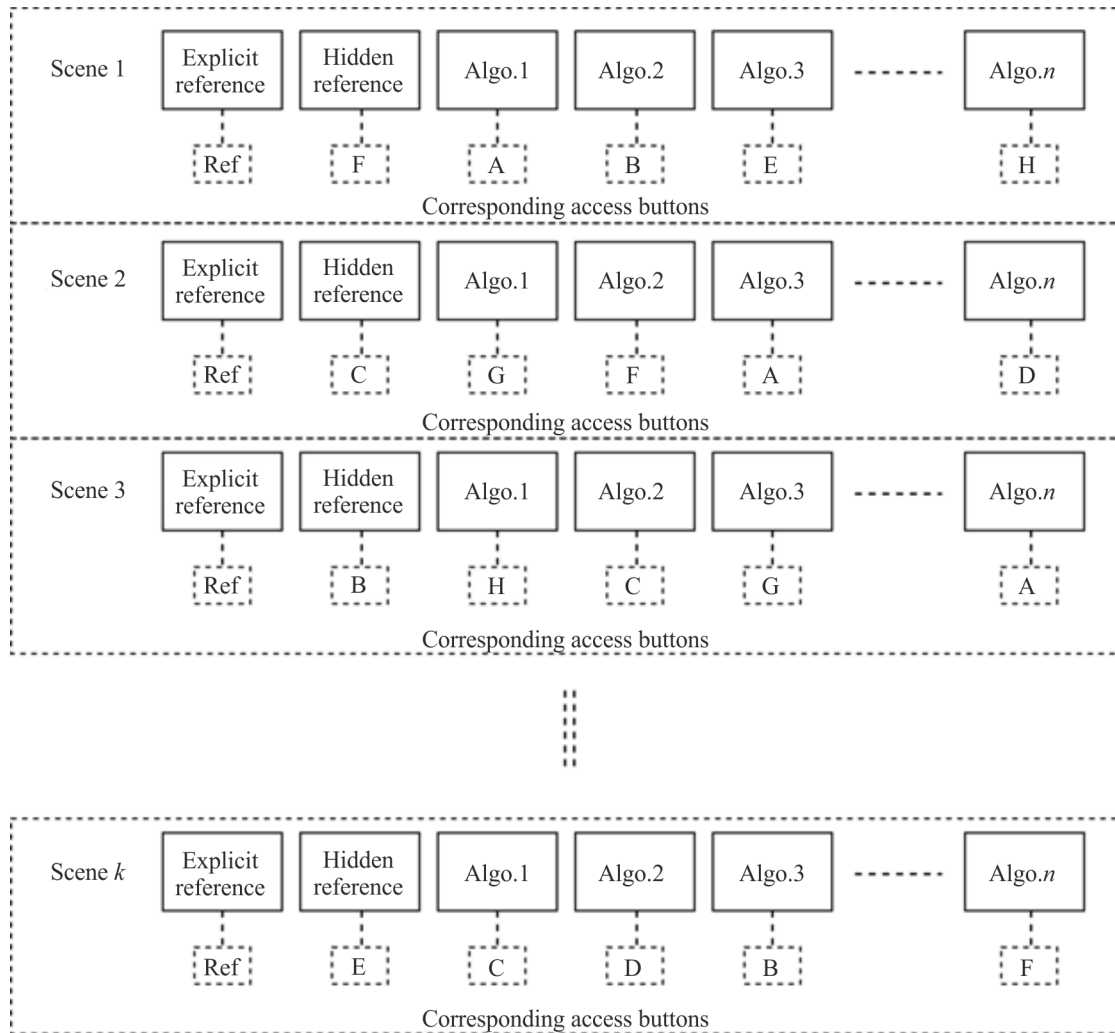 Scene 1
Explicit reference
Hidden reference
Algo.1
Algo.2
Algo.3
Algo.n
Ref
F
A
B
E
H
Corresponding access buttons
Scene 2
Explicit reference
Hidden reference
Algo.1
Algo.2
Algo.3
Algo.n
Ref
C
G
F
A
D
Corresponding access buttons
Scene 3
Explicit reference
Hidden reference
Algo.1
Algo.2
Algo.3
Algo.n
Ref
B
H
C
G
A
Corresponding access buttons
Scene k
Explicit reference
Hidden reference
Algo.1
Algo.2
Algo.3
Algo.n
Ref
E
C
D
B
F
Corresponding access buttons